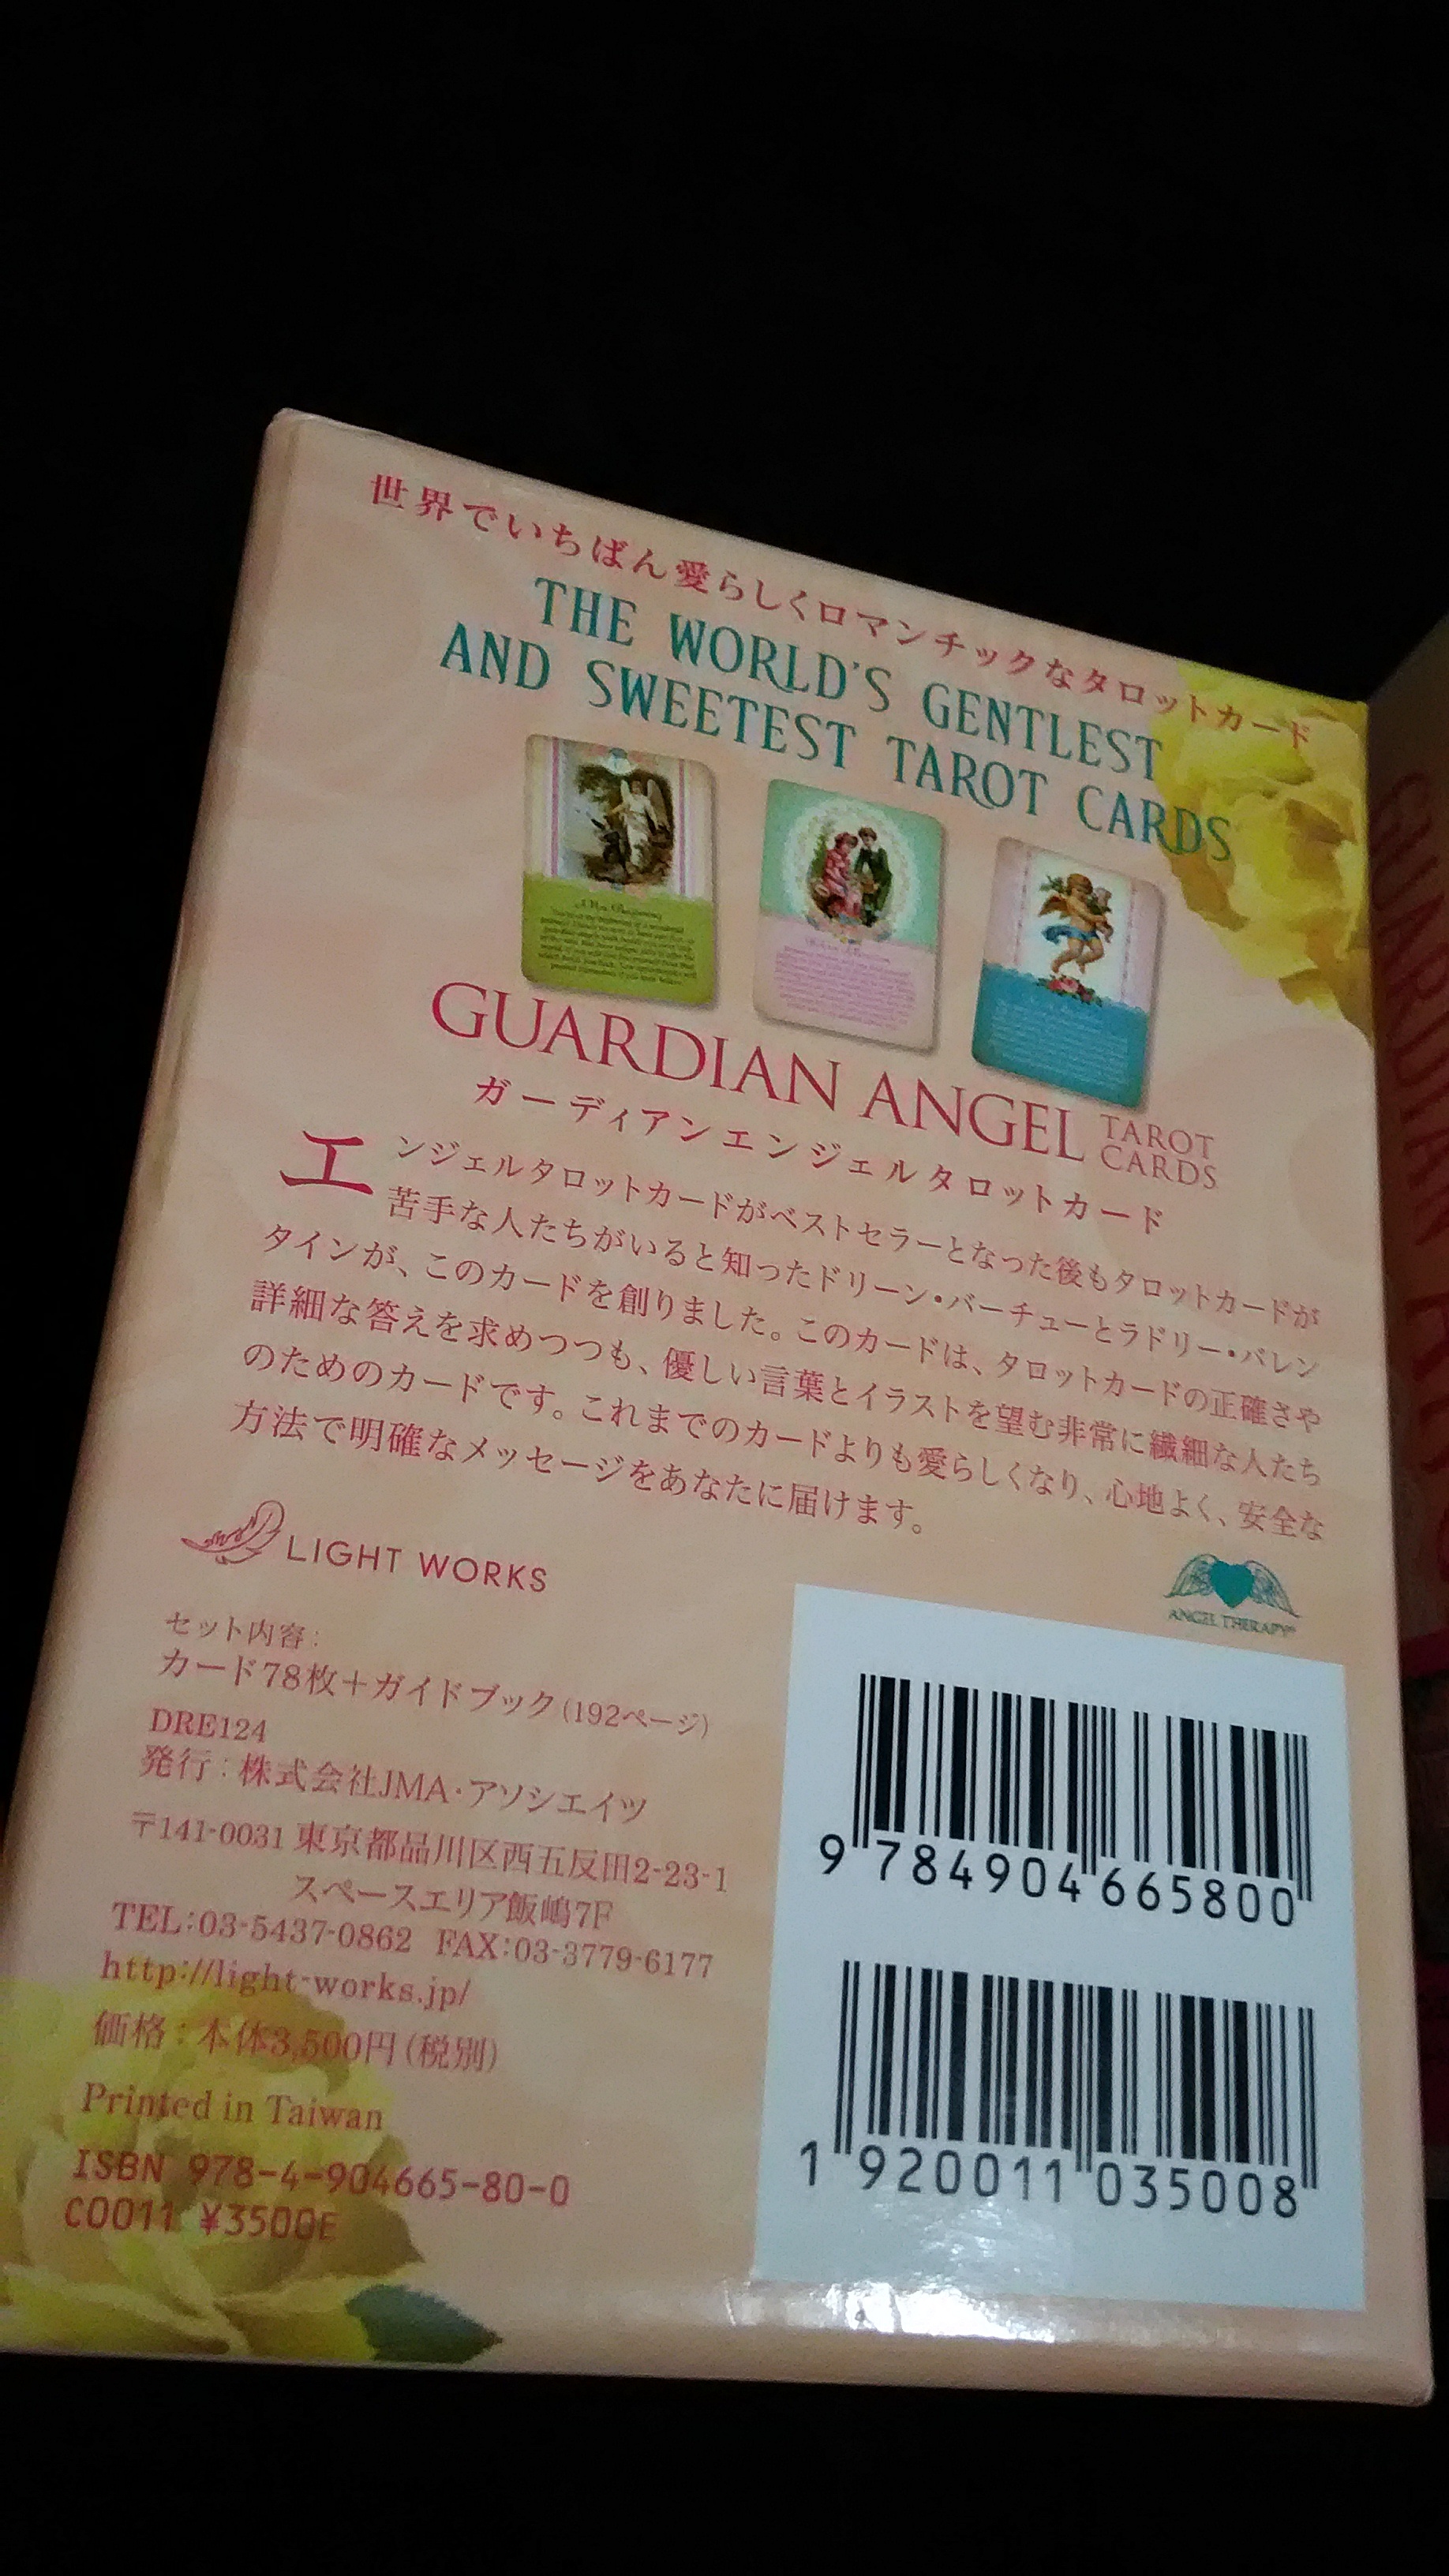 世界でいちばん愛らしくロマンチックなタロットカード
THE WORLD'S GENTLEST
AND SWEETEST TAROT CARDS
GUARDIAN ANGEL TAROT CARDS
ガーディアンエンジェルタロットカード
エンジェルタロットカードがベストセラーとなった後もタロットカードが
苦手な人たちがいると知ったドリーン・バーチューとラドリー・バレン
タインが、このカードを創りました。このカードは、タロットカードの正確さや
詳細な答えを求めつつも、優しい言葉とイラストを望む非常に繊細な人たち
のためのカードです。これまでのカードよりも愛らしくなり、心地よく、安全な
方法で明確なメッセージをあなたに届けます。
LIGHT WORKS
ANGEL THERAPY®
セット内容:
カード78枚+ガイドブック(192ページ)
DRE124
発行:株式会社JMA・アソシエイツ
〒141-0031 東京都品川区西五反田2-23-1
スペースエリア飯嶋7F
TEL:03-5437-0862 FAX:03-3779-6177
http://light-works.jp/
価格:本体3,500円(税別)
Printed in Taiwan
ISBN 978-4-904665-80-0
C0011 ¥3500E
9 784904 665800
1 920011 035008